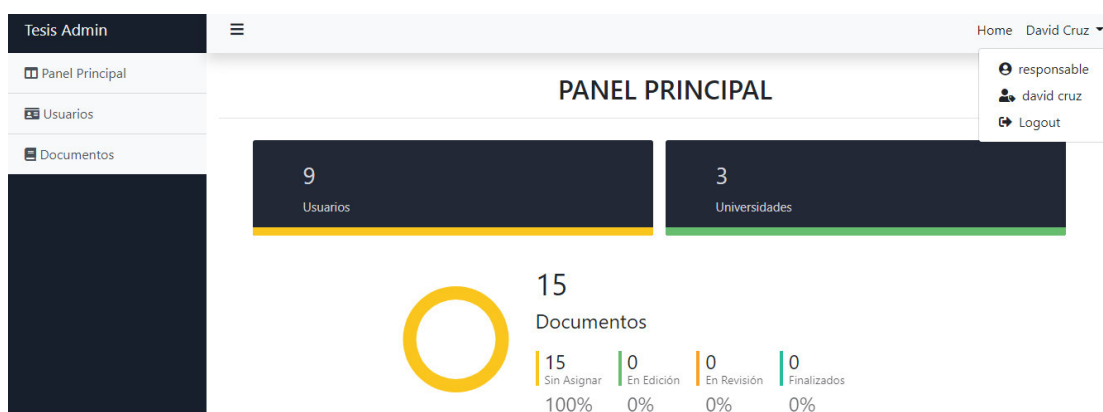 Tesis Admin
Home David Cruz
Panel Principal
Usuarios
Documentos
responsable
david cruz
Logout
PANEL PRINCIPAL
9
Usuarios
3
Universidades
15
Documentos
15 0 0 0
Sin Asignar En Edición En Revisión Finalizados
100% 0% 0% 0%